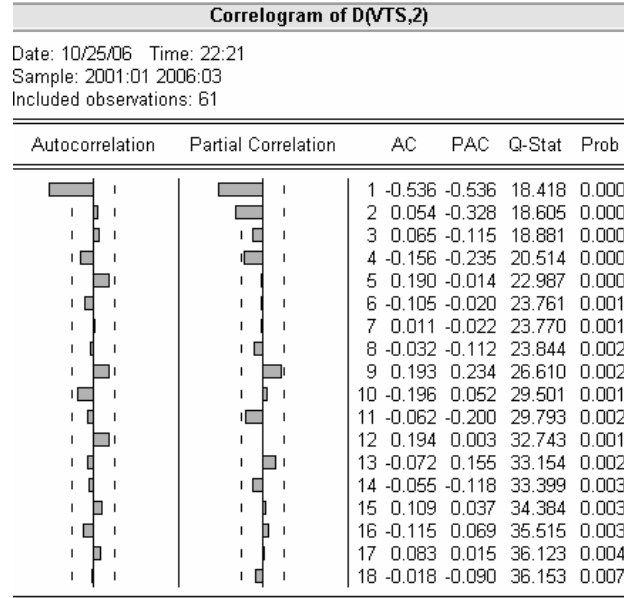 Correlogram of D(VTS,2)
Date: 10/25/06 Time: 22:21
Sample: 2001:01 2006:03
Included observations: 61
Autocorrelation Partial Correlation AC PAC Q-Stat Prob
1 -0.536 -0.536 18.418 0.000
2 0.054 -0.328 18.605 0.000
3 0.065 -0.115 18.881 0.000
4 -0.156 -0.235 20.514 0.000
5 0.190 -0.014 22.987 0.000
6 -0.105 -0.020 23.761 0.001
7 0.011 -0.022 23.770 0.001
8 -0.032 -0.112 23.844 0.002
9 0.193 0.234 26.610 0.002
10 -0.196 0.052 29.501 0.001
11 -0.062 -0.200 29.793 0.002
12 0.194 0.003 32.743 0.001
13 -0.072 0.155 33.154 0.002
14 -0.055 -0.118 33.399 0.003
15 0.109 0.037 34.384 0.003
16 -0.115 0.069 35.515 0.003
17 0.083 0.015 36.123 0.004
18 -0.018 -0.090 36.153 0.007